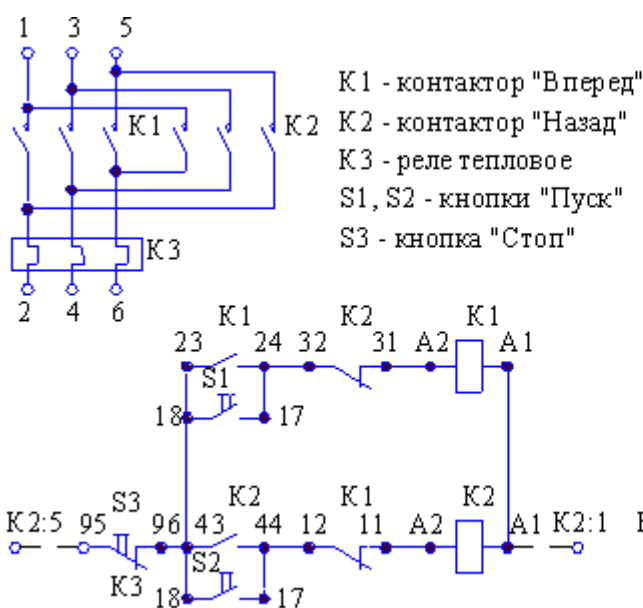 1 3 5
K1 - контактор "Вперед"
K1 K2 K2 - контактор "Назад"
K3 - реле тепловое
S1, S2 - кнопки "Пуск"
K3 S3 - кнопка "Стоп"
2 4 6
K1 K2 K1
23 24 32 31 A2 A1
S1
18 17
S3 K2 K1 K2
K2:5 95 96 43 44 12 11 A2 A1 K2:1
S2
K3
18 17